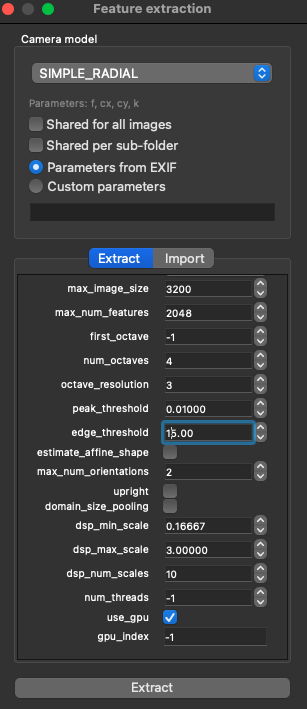 Feature extraction
Camera model
SIMPLE_RADIAL
Parameters: f, cx, cy, k
Shared for all images
Shared per sub-folder
Parameters from EXIF
Custom parameters
Extract Import
max_image_size 3200
max_num_features 2048
first_octave -1
num_octaves 4
octave_resolution 3
peak_threshold 0.01000
edge_threshold 15.00
estimate_affine_shape
max_num_orientations 2
upright
domain_size_pooling
dsp_min_scale 0.16667
dsp_max_scale 3.00000
dsp_num_scales 10
num_threads -1
use_gpu
gpu_index -1
Extract